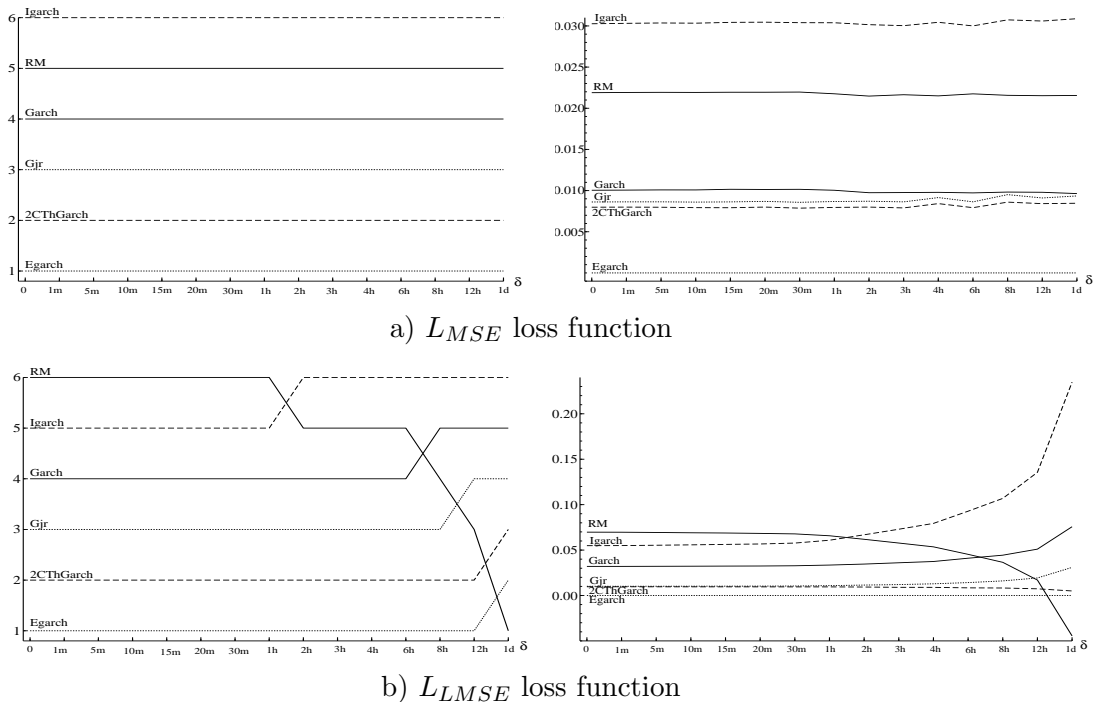 6
Igarch
5
RM
4
Garch
3
Gjr
2
2CThGarch
1
Egarch
0 1m 5m 10m 15m 20m 30m 1h 2h 3h 4h 6h 8h 12h 1d δ
0.030
Igarch
0.025
RM
0.020
0.015
Garch
0.010
Gjr
2CThGarch
0.005
Egarch
0 1m 5m 10m 15m 20m 30m 1h 2h 3h 4h 6h 8h 12h 1d δ
a) L_MSE loss function
6
RM
5
Igarch
4
Garch
3
Gjr
2
2CThGarch
1
Egarch
0 1m 5m 10m 15m 20m 30m 1h 2h 3h 4h 6h 8h 12h 1d δ
0.20
0.15
0.10
RM
Igarch
0.05
Garch
Gjr
2CThGarch
0.00
Egarch
0 1m 5m 10m 15m 20m 30m 1h 2h 3h 4h 6h 8h 12h 1d δ
b) L_LMSE loss function